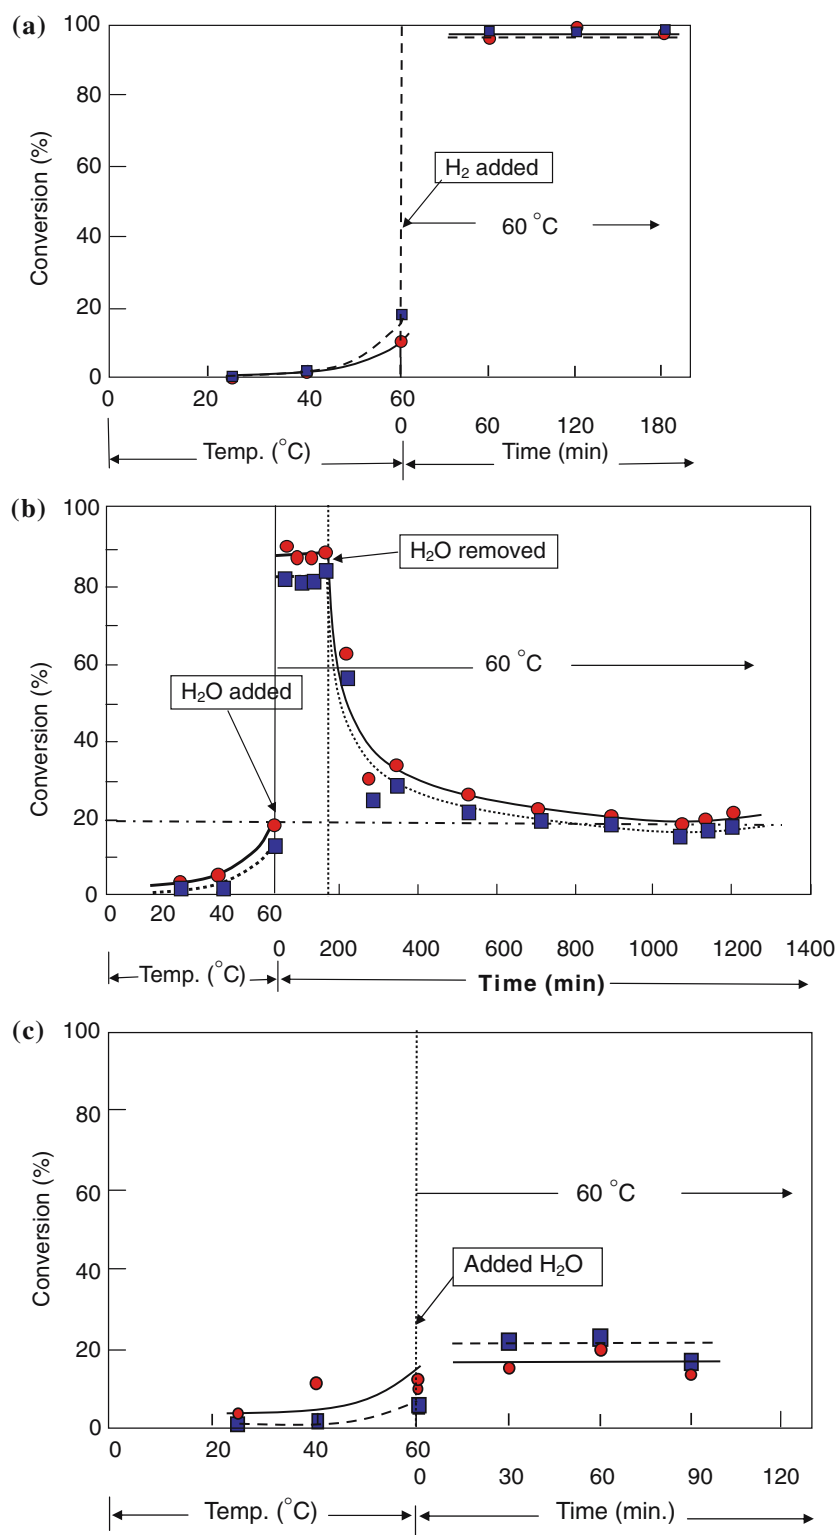 (a)
100
80
60
40
20
0
Conversion (%)
H₂ added
60 °C
0 20 40 60
0 60 120 180
Temp. (°C) Time (min)
(b)
100
80
60
40
20
0
Conversion (%)
H₂O removed
60 °C
H₂O added
0 20 40 60
0 200 400 600 800 1000 1200 1400
Temp. (°C) Time (min)
(c)
100
80
60
40
20
0
Conversion (%)
60 °C
Added H₂O
0 20 40 60
0 30 60 90 120
Temp. (°C) Time (min.)